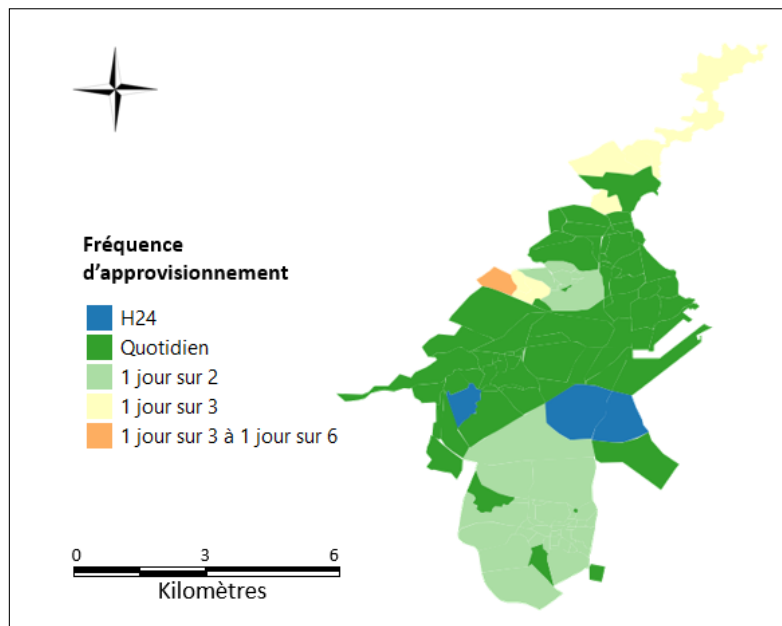 Fréquence
d’approvisionnement
H24
Quotidien
1 jour sur 2
1 jour sur 3
1 jour sur 3 à 1 jour sur 6
0 3 6
Kilomètres